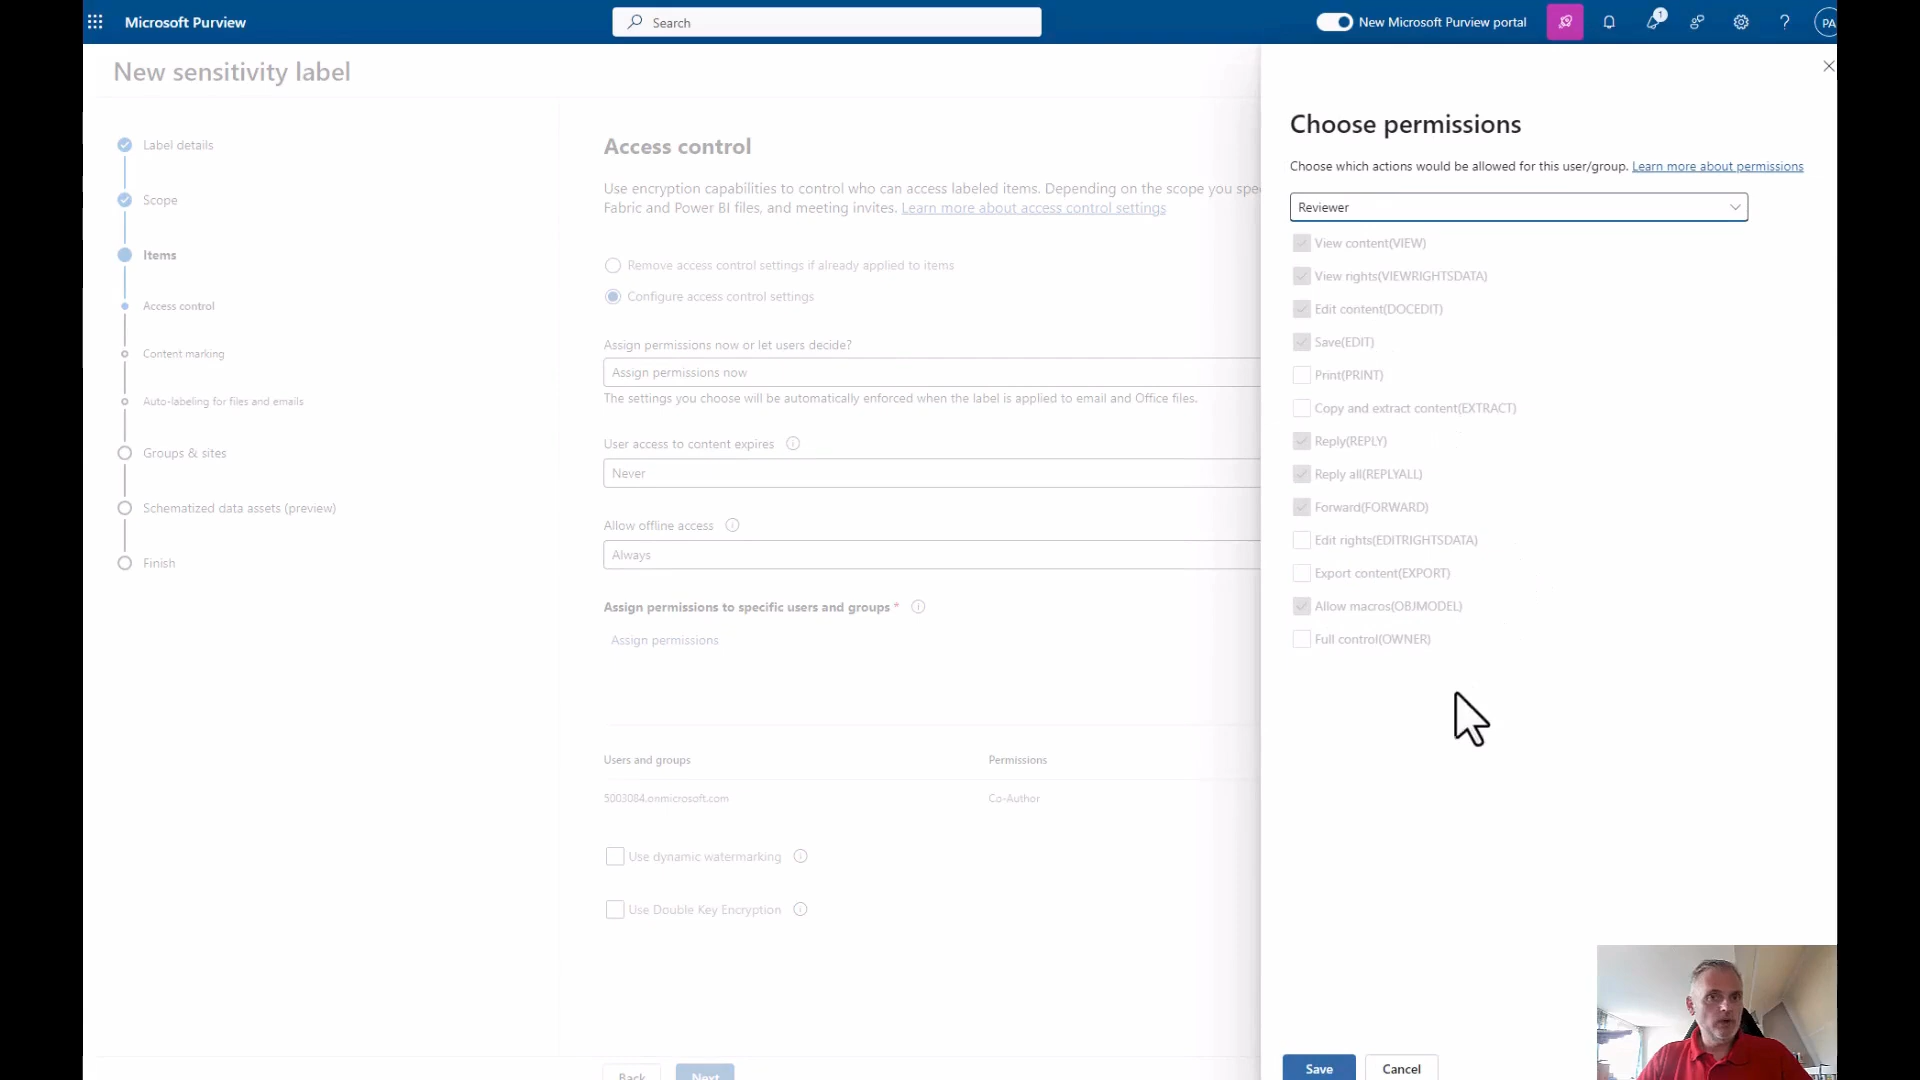 Microsoft Purview
Search
New Microsoft Purview portal
1
?
PA
New sensitivity label
Label details
Scope
Items
Access control
Content marking
Auto-labeling for files and emails
Groups & sites
Schematized data assets (preview)
Finish
Access control
Use encryption capabilities to control who can access labeled items. Depending on the scope you spe
Fabric and Power BI files, and meeting invites. Learn more about access control settings
Remove access control settings if already applied to items
Configure access control settings
Assign permissions now or let users decide?
Assign permissions now
The settings you choose will be automatically enforced when the label is applied to email and Office files.
User access to content expires
Never
Allow offline access
Always
Assign permissions to specific users and groups *
Assign permissions
Users and groups
Permissions
S003084.onmicrosoft.com
Co-Author
Use dynamic watermarking
Use Double Key Encryption
Back
Next
Choose permissions
Choose which actions would be allowed for this user/group. Learn more about permissions
Reviewer
View content(VIEW)
View rights(VIEWRIGHTSDATA)
Edit content(DOCEDIT)
Save(EDIT)
Print(PRINT)
Copy and extract content(EXTRACT)
Reply(REPLY)
Reply all(REPLYALL)
Forward(FORWARD)
Edit rights(EDITRIGHTSDATA)
Export content(EXPORT)
Allow macros(OBJMODEL)
Full control(OWNER)
Save
Cancel